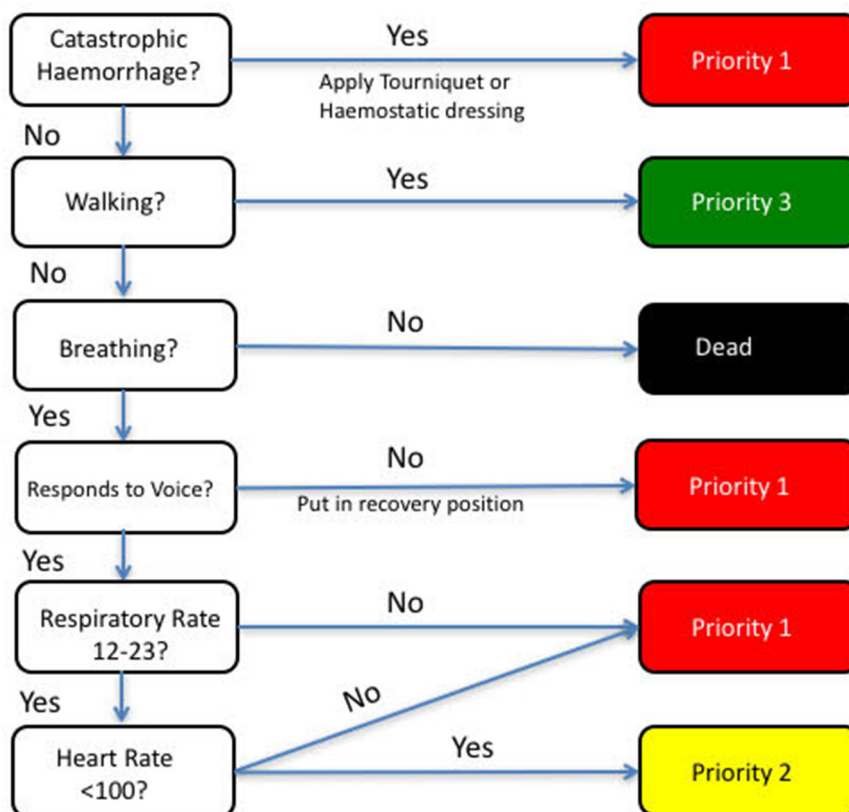 Catastrophic
Haemorrhage?
Yes
Apply Tourniquet or
Haemostatic dressing
Priority 1
No
Walking?
Yes
Priority 3
No
Breathing?
No
Dead
Yes
Responds to Voice?
No
Put in recovery position
Priority 1
Yes
Respiratory Rate
12-23?
No
Priority 1
Yes
No
Heart Rate
<100?
Yes
Priority 2